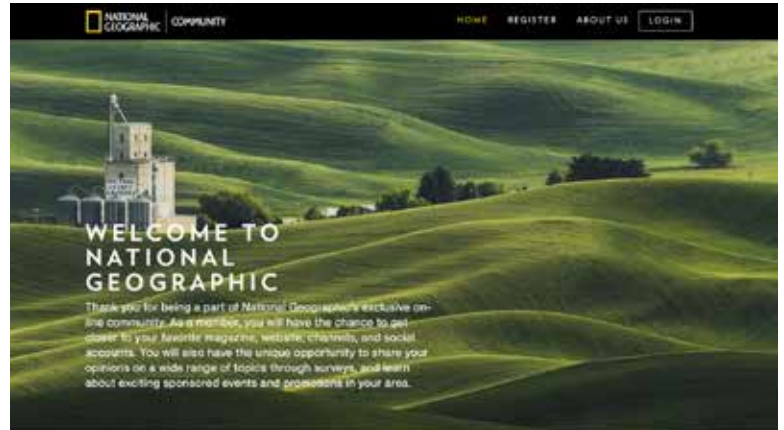 NATIONAL
GEOGRAPHIC
COMMUNITY
HOME REGISTER ABOUT US LOGIN
WELCOME TO
NATIONAL
GEOGRAPHIC
Thank you for being a part of National Geographic's exclusive on-
line community. As a member, you will have the chance to get
closer to your favorite magazine, website, channels, and social
accounts. You will also have the unique opportunity to share your
opinions on a wide range of topics through surveys, and learn
about exciting sponsored events and promotions in your area.